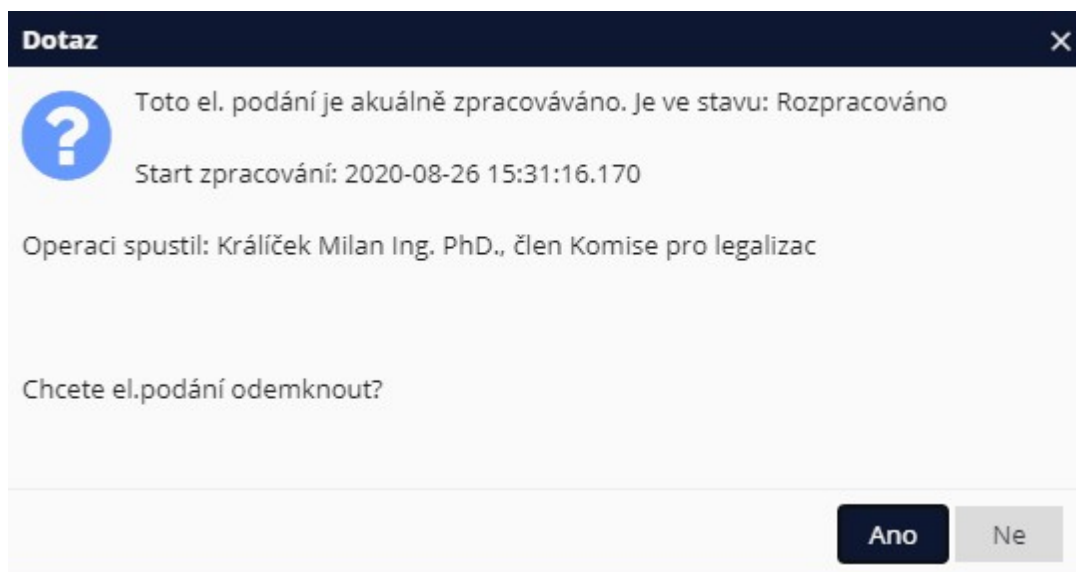 Dotaz
Toto el. podání je akuálně zpracováváno. Je ve stavu: Rozpracováno
Start zpracování: 2020-08-26 15:31:16.170
Operaci spustil: Králíček Milan Ing. PhD., člen Komise pro legalizac
Chcete el.podání odemknout?
Ano Ne